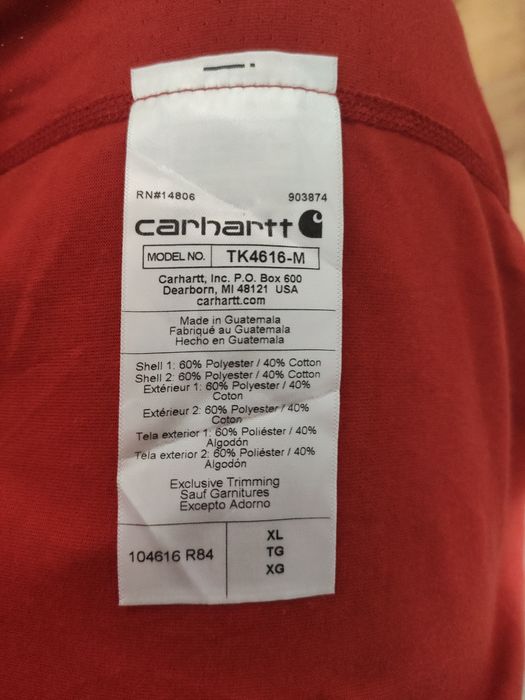 RN#14806 903874
carhartt
MODEL NO. TK4616-M
Carhartt, Inc. P.O. Box 600
Dearborn, MI 48121 USA
carhartt.com
Made in Guatemala
Fabriqué au Guatemala
Hecho en Guatemala
Shell 1: 60% Polyester / 40% Cotton
Shell 2: 60% Polyester / 40% Cotton
Extérieur 1: 60% Polyester / 40%
Coton
Extérieur 2: 60% Polyester / 40%
Coton
Tela exterior 1: 60% Poliéster / 40%
Algodón
Tela exterior 2: 60% Poliéster / 40%
Algodón
Exclusive Trimming
Sauf Garnitures
Excepto Adorno
104616 R84
XL
TG
XG